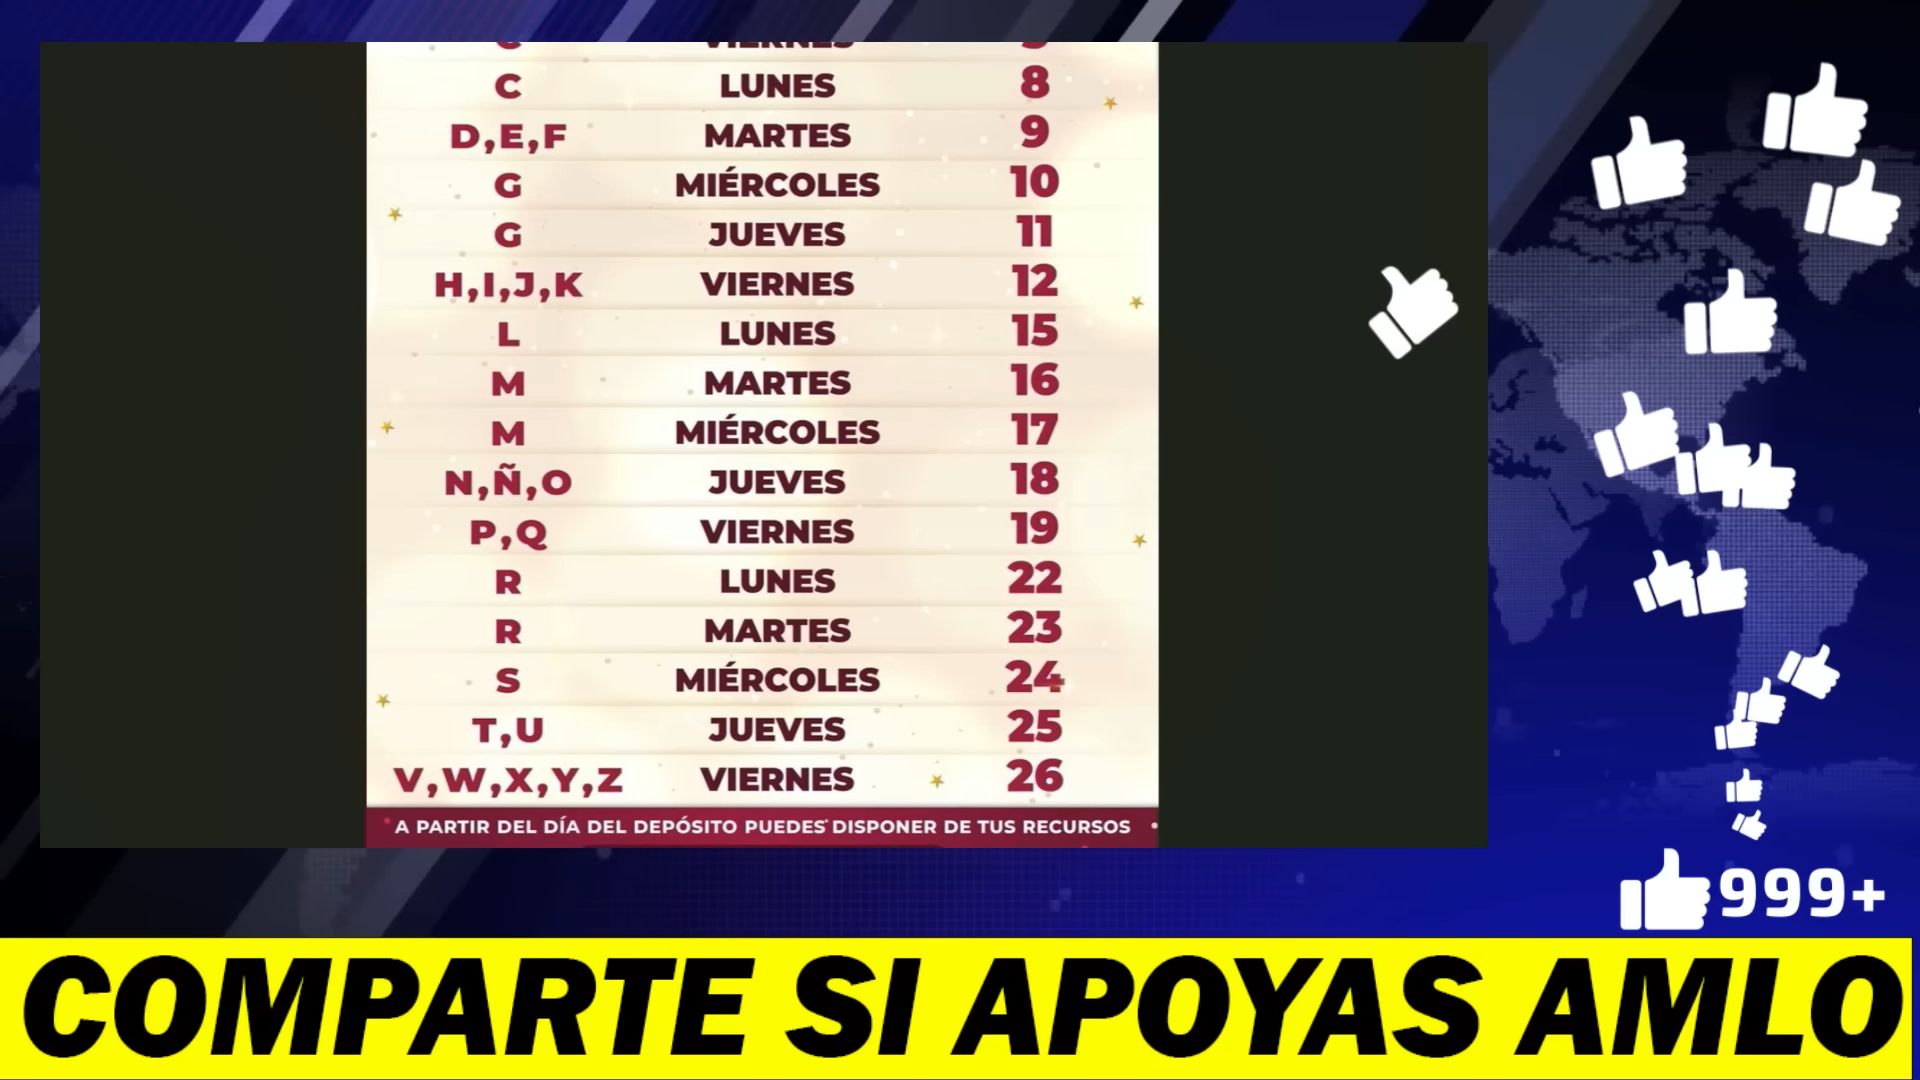 C VIERNES 5
C LUNES 8
D,E,F MARTES 9
G MIÉRCOLES 10
G JUEVES 11
H,I,J,K VIERNES 12
L LUNES 15
M MARTES 16
M MIÉRCOLES 17
N,Ñ,O JUEVES 18
P,Q VIERNES 19
R LUNES 22
R MARTES 23
S MIÉRCOLES 24
T,U JUEVES 25
V,W,X,Y,Z VIERNES 26
A PARTIR DEL DÍA DEL DEPÓSITO PUEDES DISPONER DE TUS RECURSOS
999+
COMPARTE SI APOYAS AMLO